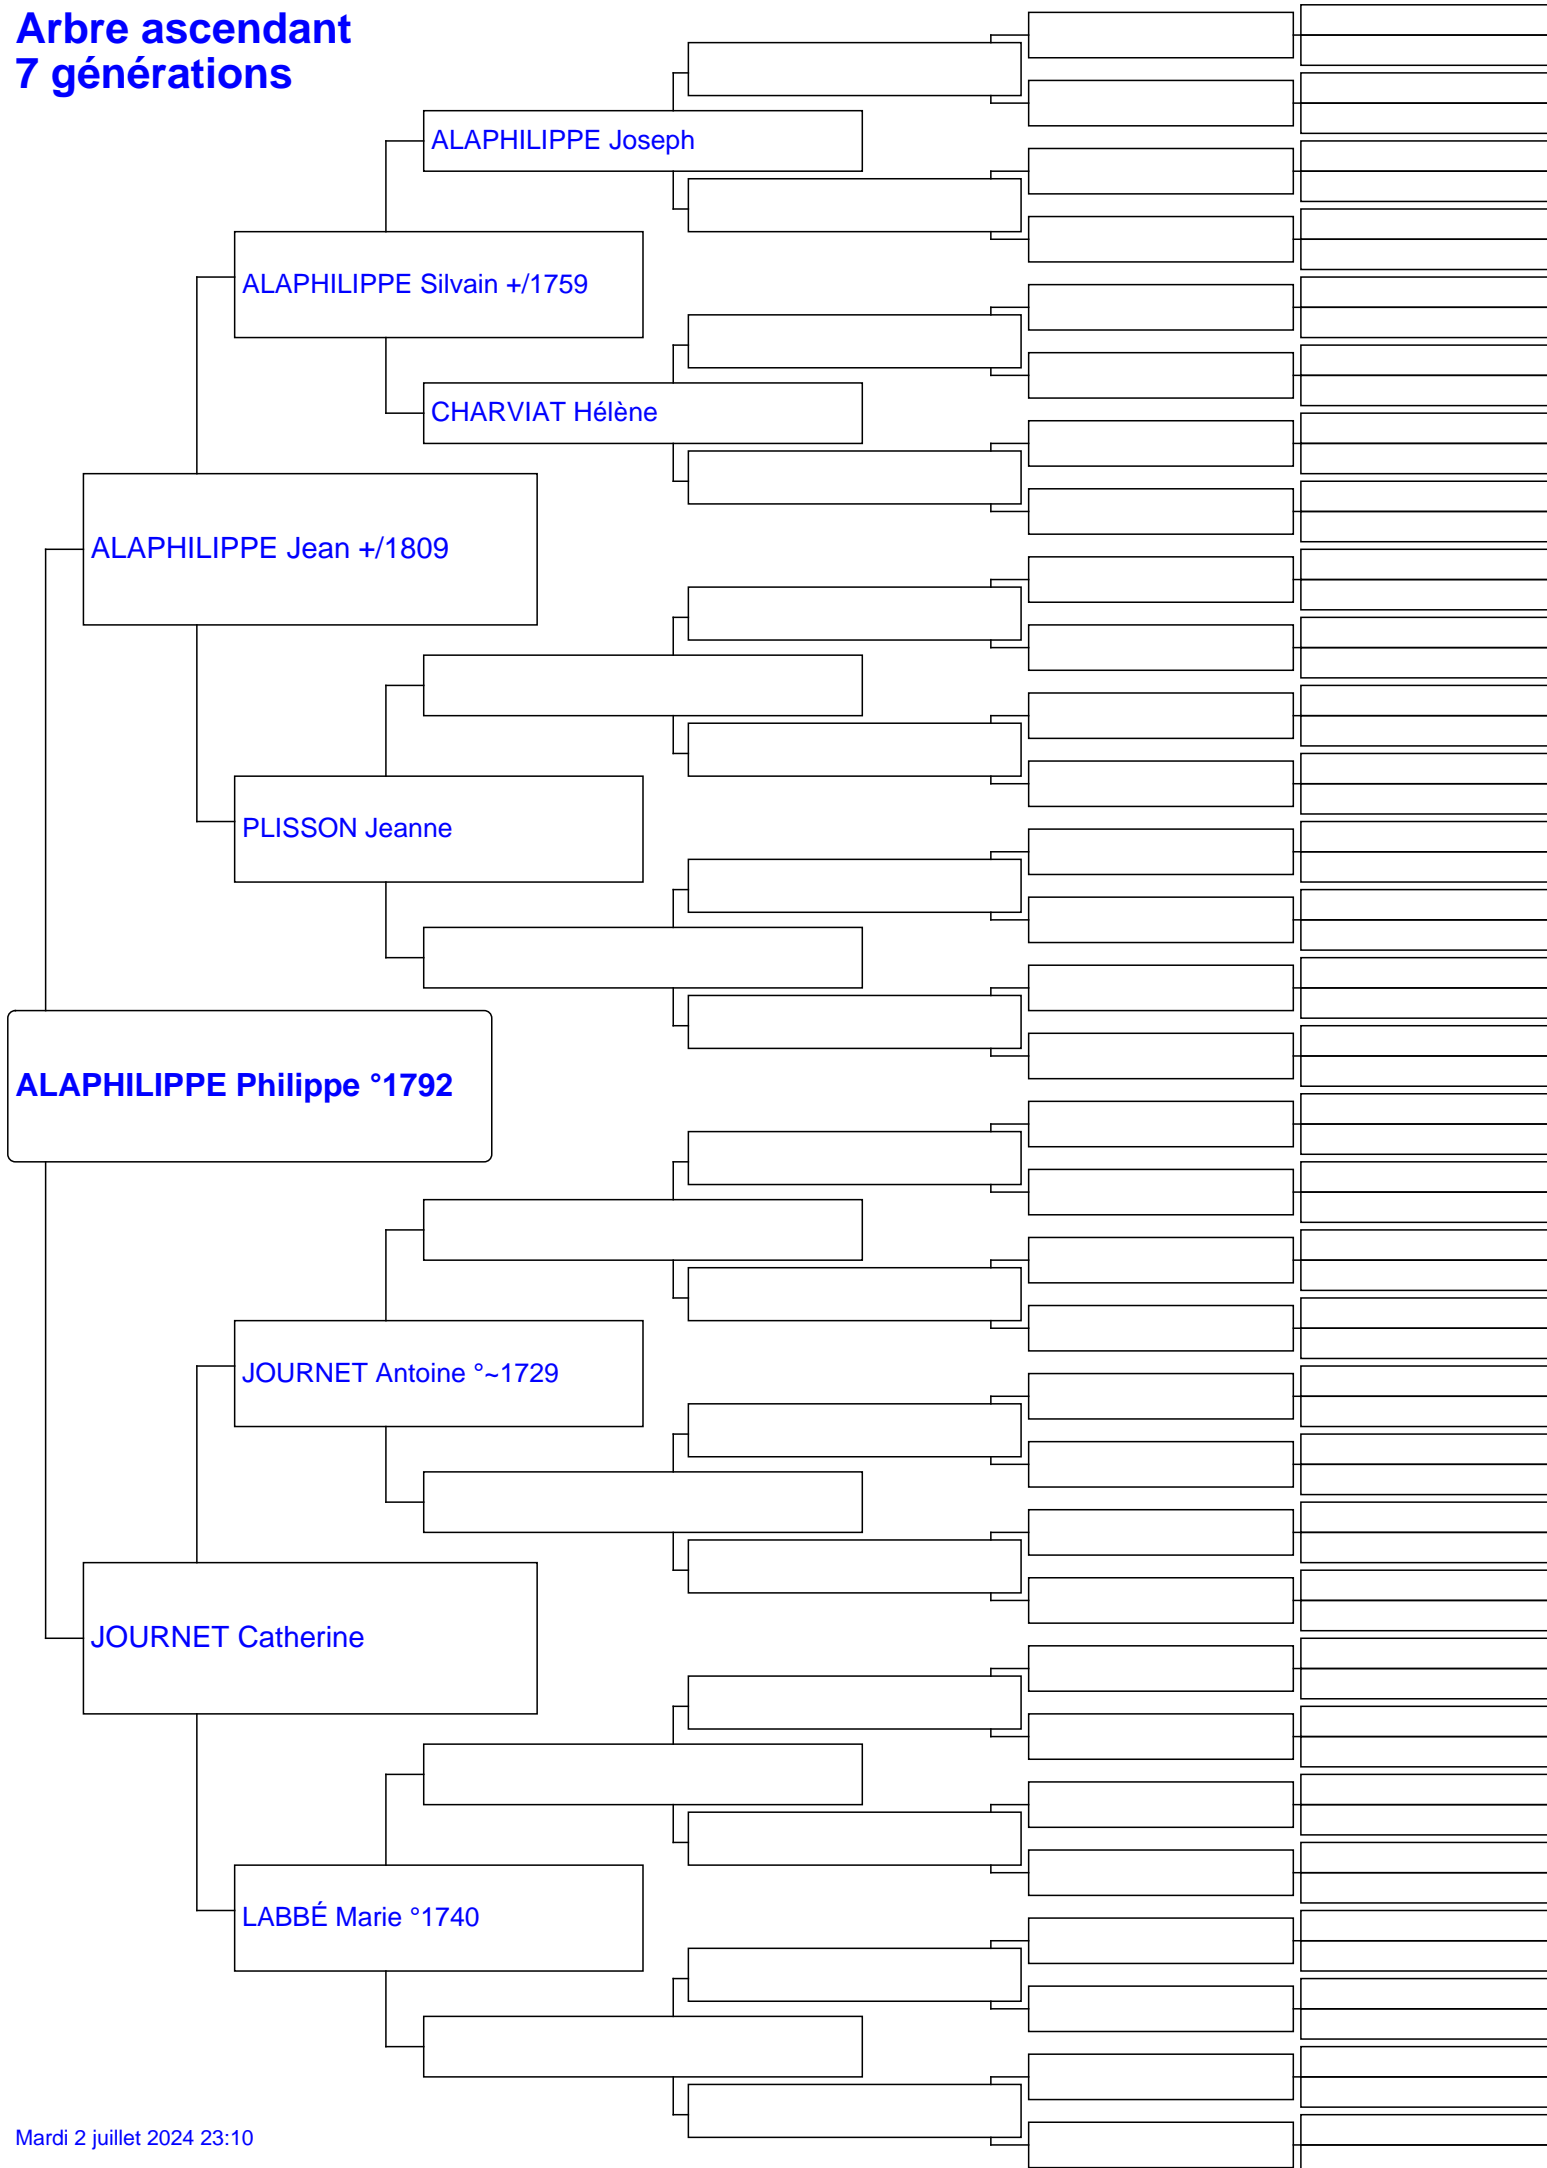 Arbre ascendant
7 générations
ALAPHILIPPE Joseph
ALAPHILIPPE Silvain +/1759
CHARVIAT Hélène
ALAPHILIPPE Jean +/1809
PLISSON Jeanne
ALAPHILIPPE Philippe °1792
JOURNET Antoine °~1729
JOURNET Catherine
LABBÉ Marie °1740
Mardi 2 juillet 2024 23:10